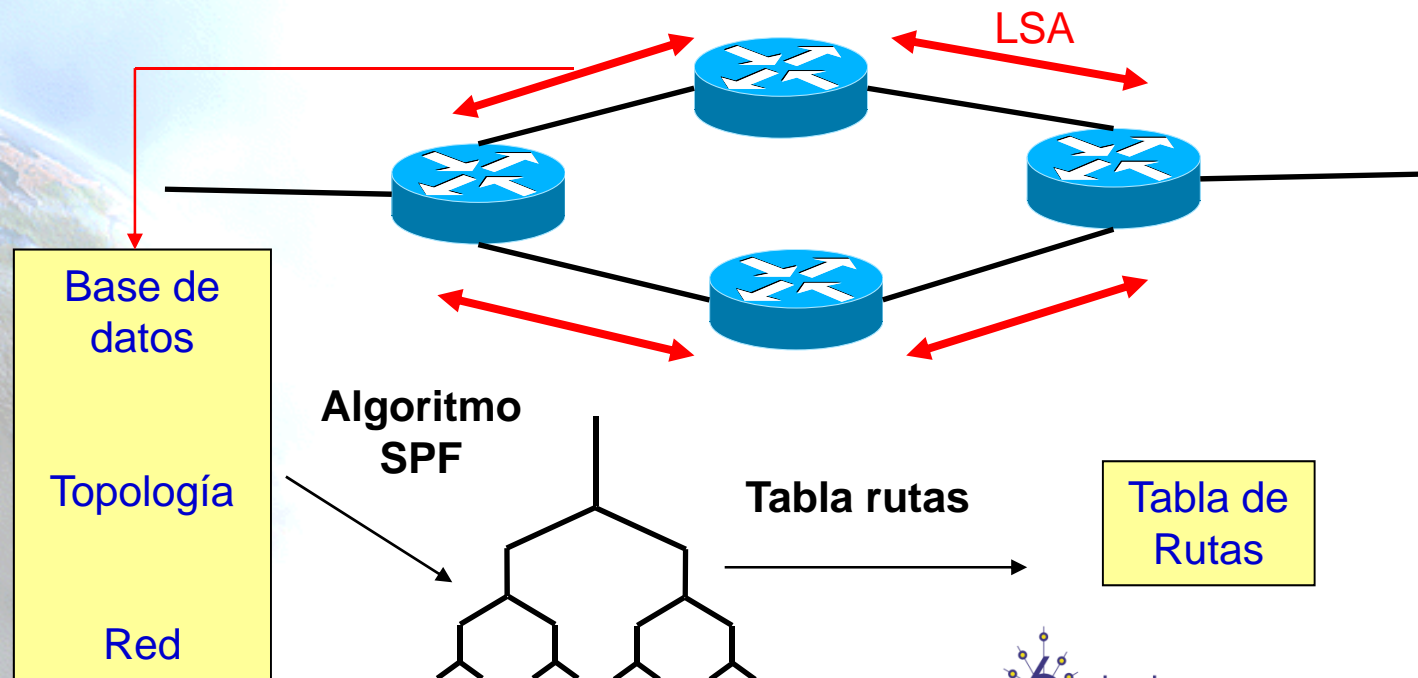 LSA
Base de
datos
Topología
Red
Algoritmo
SPF
Tabla rutas
Tabla de
Rutas